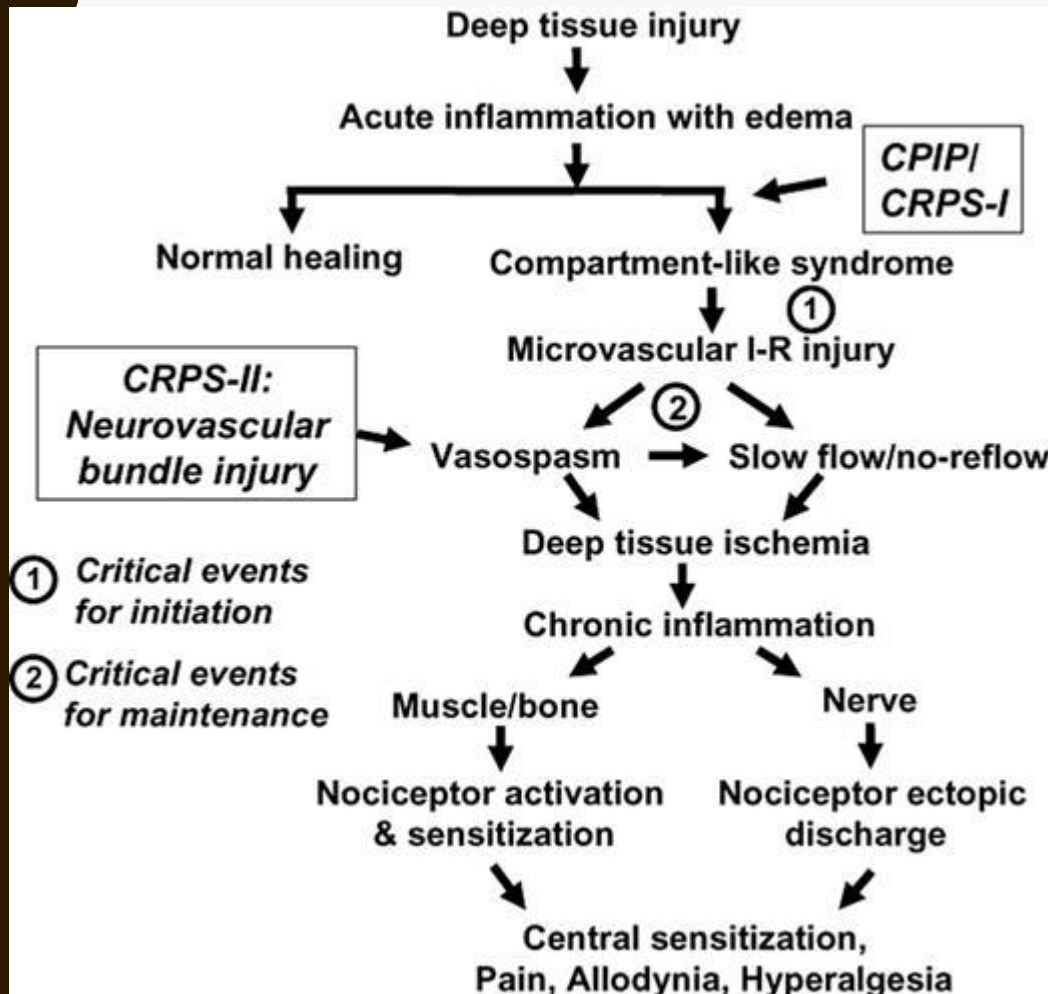 Deep tissue injury
Acute inflammation with edema
CPIP/
CRPS-I
Normal healing
Compartment-like syndrome
1
Microvascular I-R injury
CRPS-II:
Neurovascular
bundle injury
2
Vasospasm
Slow flow/no-reflow
Deep tissue ischemia
1 Critical events
for initiation
Chronic inflammation
2 Critical events
for maintenance
Muscle/bone
Nerve
Nociceptor activation
& sensitization
Nociceptor ectopic
discharge
Central sensitization,
Pain, Allodynia, Hyperalgesia